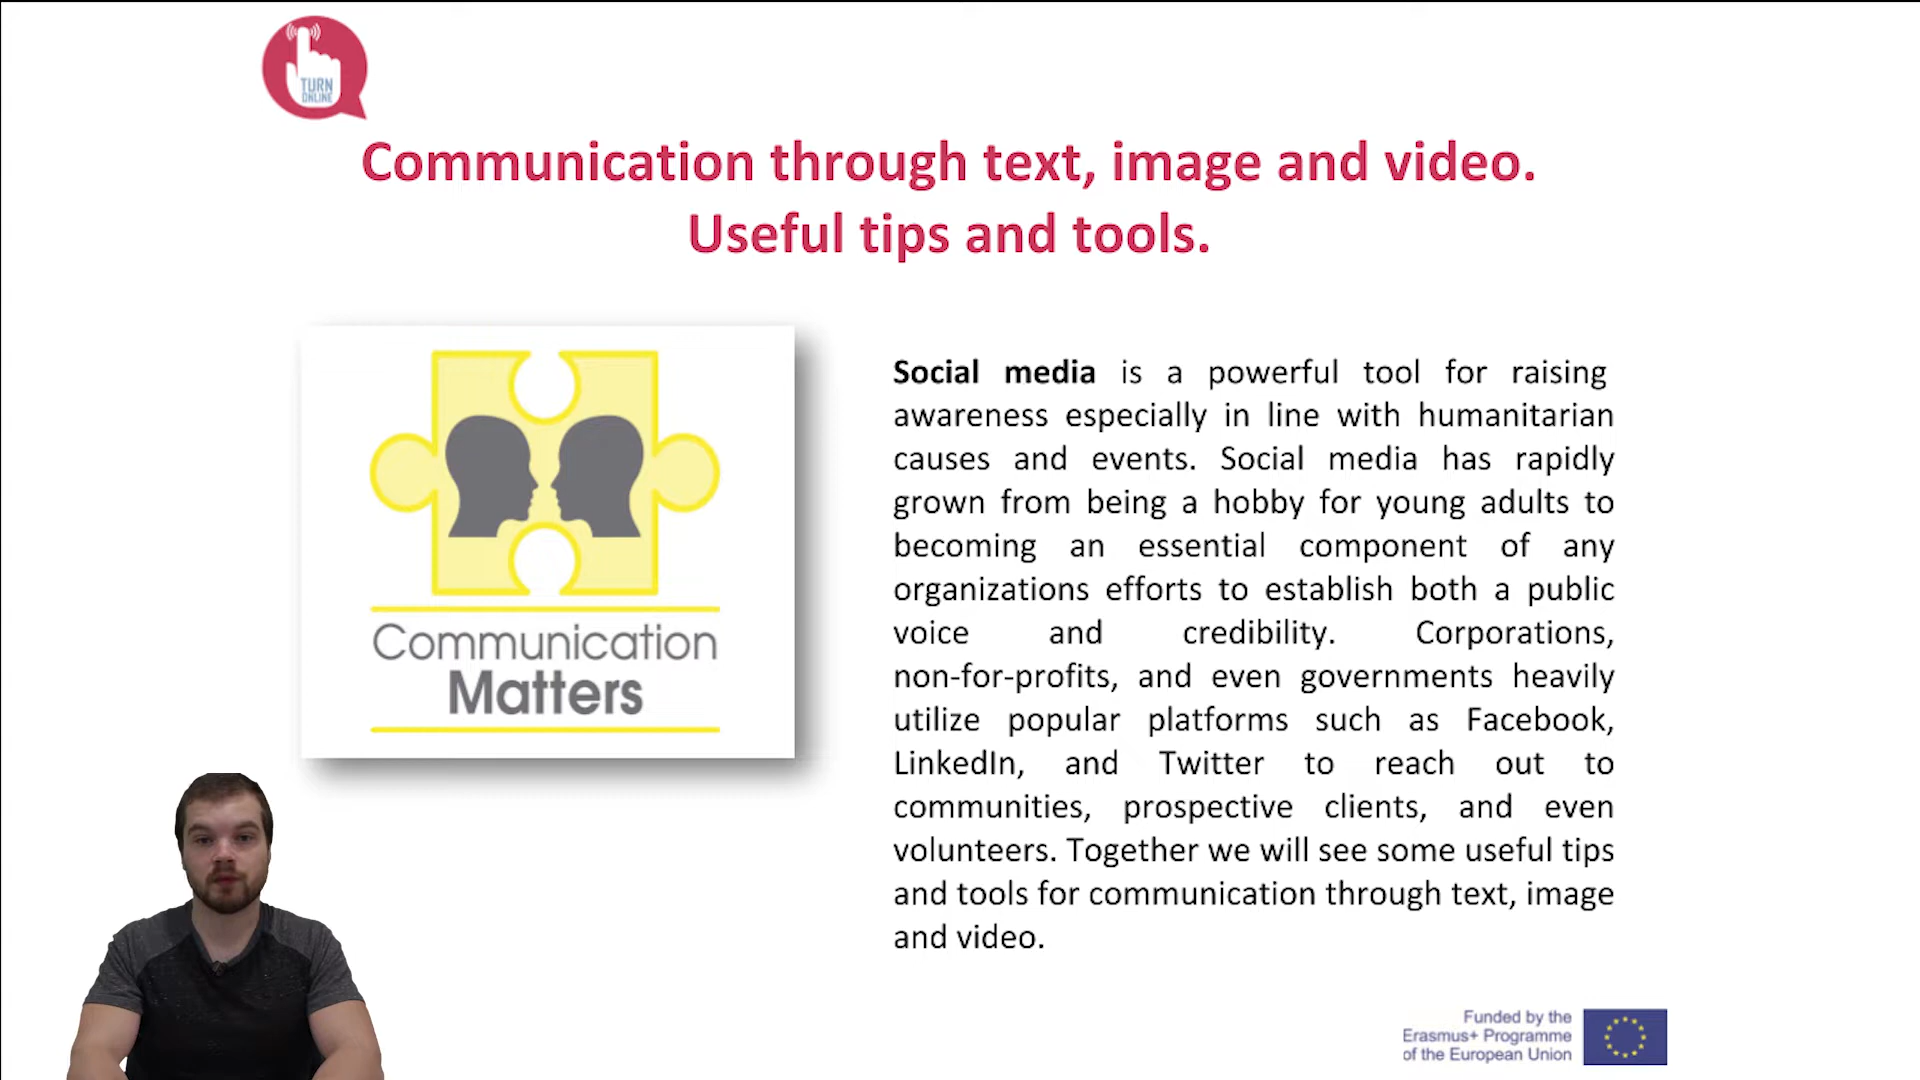 TURN
ONLINE
Communication through text, image and video.
Useful tips and tools.
Communication
Matters
Social media is a powerful tool for raising
awareness especially in line with humanitarian
causes and events. Social media has rapidly
grown from being a hobby for young adults to
becoming an essential component of any
organizations efforts to establish both a public
voice and credibility. Corporations,
non-for-profits, and even governments heavily
utilize popular platforms such as Facebook,
LinkedIn, and Twitter to reach out to
communities, prospective clients, and even
volunteers. Together we will see some useful tips
and tools for communication through text, image
and video.
Funded by the
Erasmus+ Programme
of the European Union